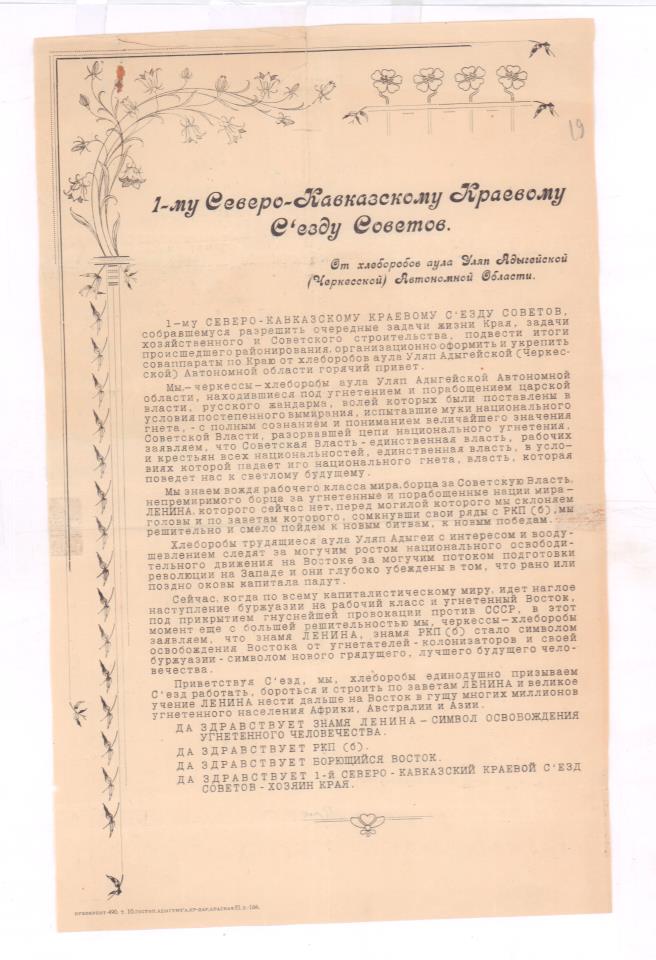 19
1-му Северо-Кавказскому Краевому
С‘езду Советов.
От хлеборобов аула Уляп Адыгейской
(Черкесской) Автономной Области.
1-му СЕВЕРО-КАВКАЗСКОМУ КРАЕВОМУ С‘ЕЗДУ СОВЕТОВ,
собравшемуся разрешить очередные задачи жизни Края, задачи
хозяйственного и Советского строительства, подвести итоги
происшедшего районирования, организационно оформить и укрепить
соваппараты по Краю от хлеборобов аула Уляп Адыгейской (Черкес-
ской) Автономной области горячий привет.
Мы,-черкессы-хлеборобы аула Уляп Адыгейской Автономной
области, находившиеся под угнетением и порабощением царской
власти, русского жандарма, волей которых были поставлены в
условия постепенного вымирания, испытавшие муки национального
гнета, - с полным сознанием и пониманием величайшего значения
Советской Власти, разорвавшей цепи национального угнетения,
заявляем, что Советская Власть-единственная власть, рабочих
и крестьян всех национальностей, единственная власть, в усло-
виях которой падает иго национального гнета, власть, которая
поведет нас к светлому будущему.
Мы знаем вождя рабочего класса мира, борца за Советскую Власть,
непремиримого борца за угнетенные и порабощенные нации мира-
ЛЕНИНА, которого сейчас нет, перед могилой которого мы склоняем
головы и по заветам которого, сомкнувши свои ряды с РКП (б), мы
решительно и смело пойдем к новым битвам, к новым победам.
Хлеборобы трудящиеся аула Уляп Адыгеи с интересом и вооду-
шевлением следят за могучим ростом национального освободи-
тельного движения на Востоке за могучим потоком подготовки
революции на Западе и они глубоко убеждены в том, что рано или
поздно оковы капитала падут.
Сейчас, когда по всему капиталистическому миру, идет наглое
наступление буржуазии на рабочий класс и угнетенный Восток,
под прикрытием гнуснейшей провокации против СССР, в этот
момент еще с большей решительностью мы, черкессы-хлеборобы
заявляем, что знамя ЛЕНИНА, знамя РКП (б) стало символом
освобождения Востока от угнетателей-колонизаторов и своей
буржуазии-символом нового грядущего, лучшего будущего чело-
вечества.
Приветствуя С‘езд, мы, хлеборобы единодушно призываем
С‘езд работать, бороться и строить по заветам ЛЕНИНА и великое
учение ЛЕНИНА нести дальше на Восток в гущу многих миллионов
угнетенного населения Африки, Австралии и Азии.
ДА ЗДРАВСТВУЕТ ЗНАМЯ ЛЕНИНА-СИМВОЛ ОСВОБОЖДЕНИЯ
УГНЕТЕННОГО ЧЕЛОВЕЧЕСТВА.
ДА ЗДРАВСТВУЕТ РКП (б).
ДА ЗДРАВСТВУЕТ БОРЮЩИЙСЯ ВОСТОК.
ДА ЗДРАВСТВУЕТ 1-й СЕВЕРО-КАВКАЗСКИЙ КРАЕВОЙ С‘ЕЗД
СОВЕТОВ-ХОЗЯИН КРАЯ.